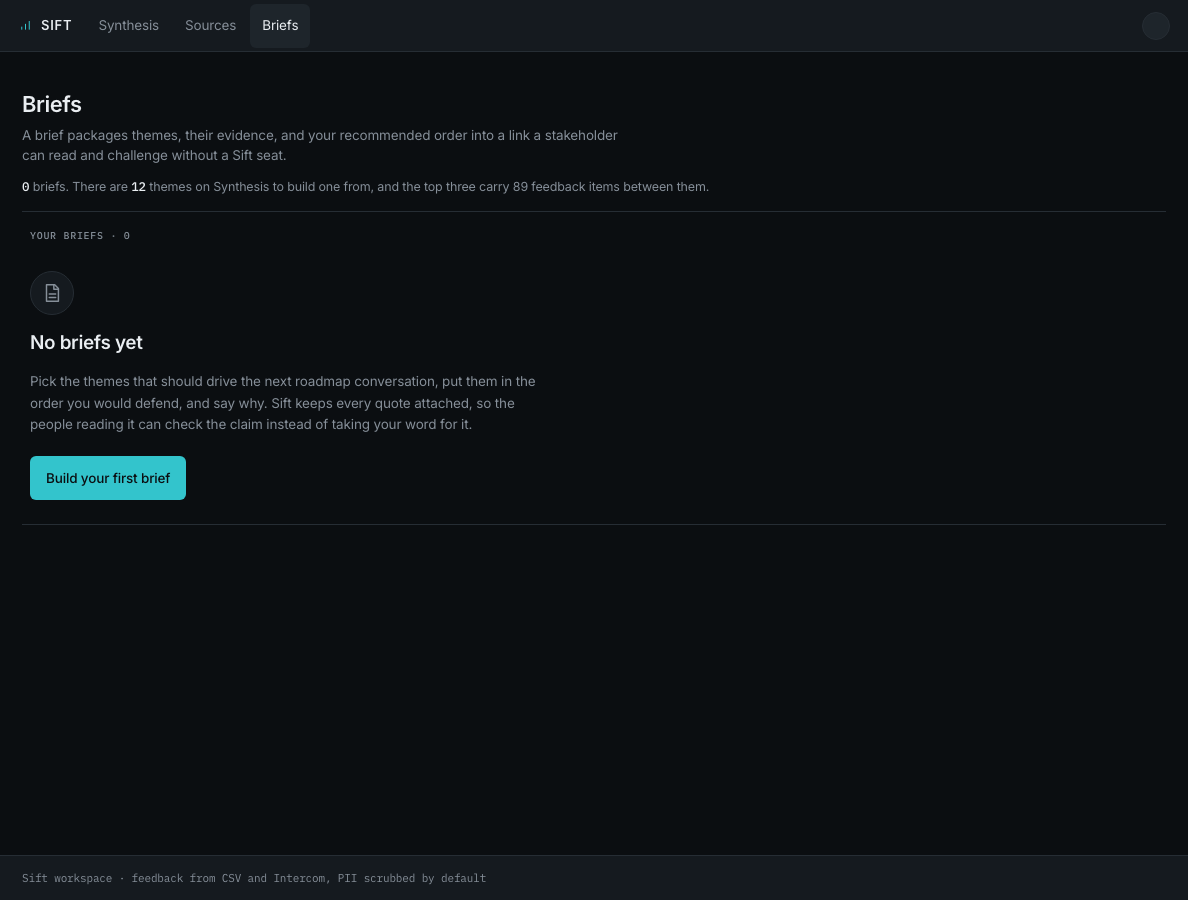 SIFT Synthesis Sources Briefs
Briefs
A brief packages themes, their evidence, and your recommended order into a link a stakeholder
can read and challenge without a Sift seat.
0 briefs. There are 12 themes on Synthesis to build one from, and the top three carry 89 feedback items between them.
YOUR BRIEFS · 0
No briefs yet
Pick the themes that should drive the next roadmap conversation, put them in the
order you would defend, and say why. Sift keeps every quote attached, so the
people reading it can check the claim instead of taking your word for it.
Build your first brief
Sift workspace · feedback from CSV and Intercom, PII scrubbed by default